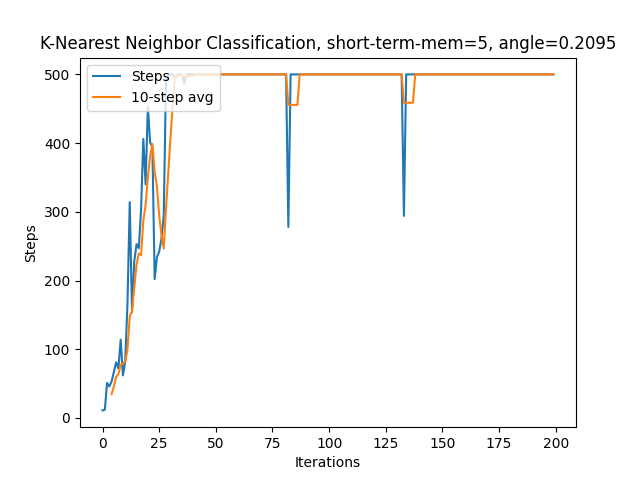 K-Nearest Neighbor Classification, short-term-mem=5, angle=0.2095
500
400
300
200
100
0
Steps
Steps
10-step avg
0 25 50 75 100 125 150 175 200
Iterations